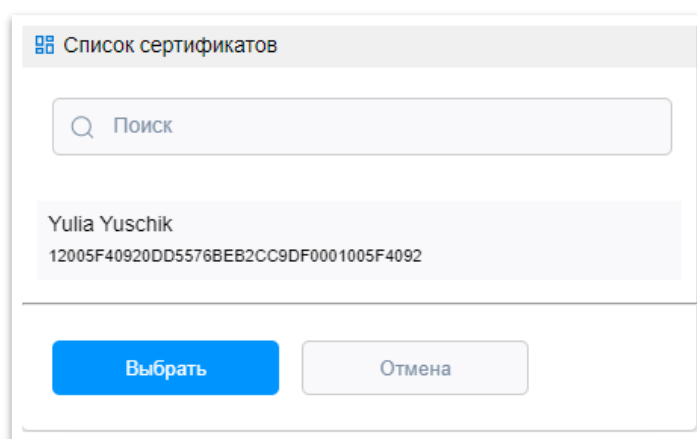 Список сертификатов
Поиск
Yulia Yuschik
12005F40920DD5576BEB2CC9DF0001005F4092
Выбрать
Отмена